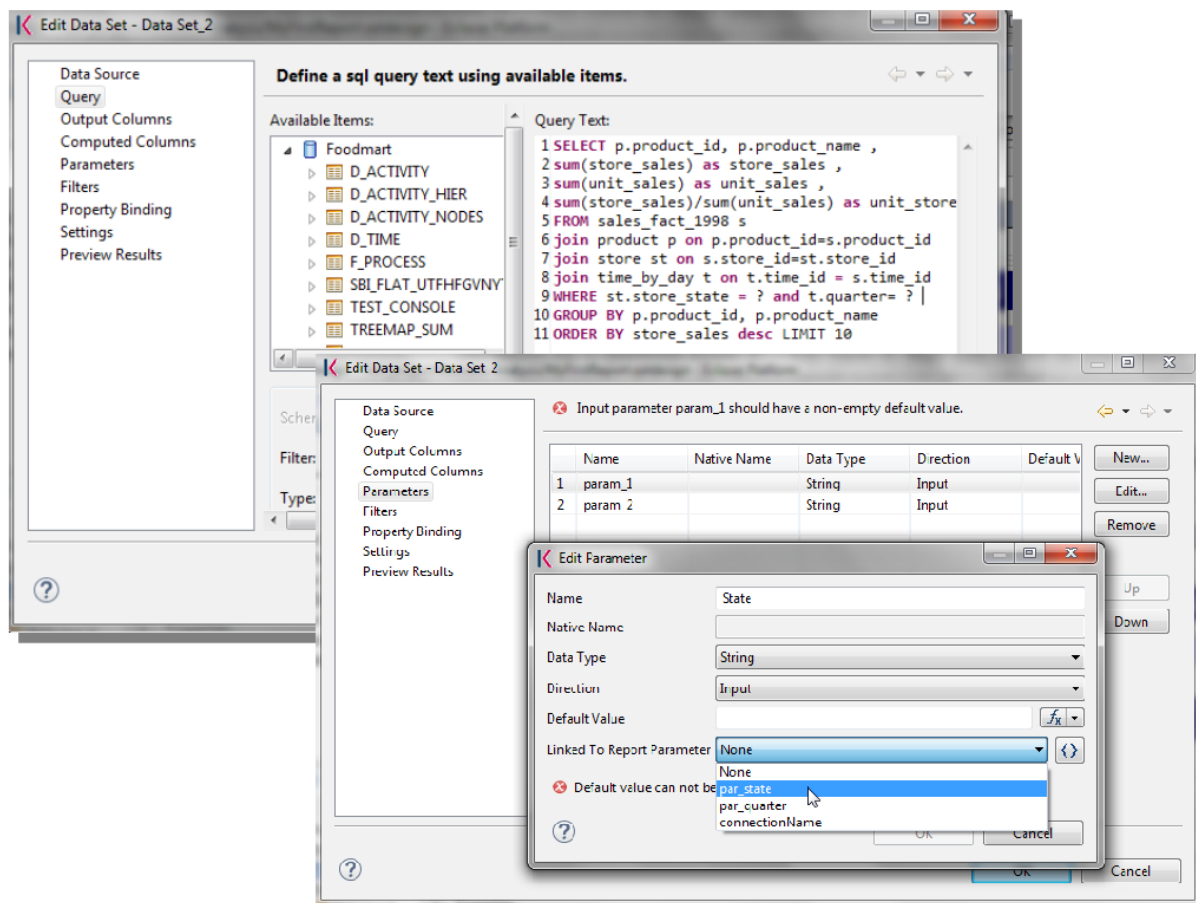 Edit Data Set - Data Set_2
Data Source
Query
Output Columns
Computed Columns
Parameters
Filters
Property Binding
Settings
Preview Results
Define a sql query text using available items.
Available Items:
Foodmart
D_ACTIVITY
D_ACTIVITY_HIER
D_ACTIVITY_NODES
D_TIME
F_PROCESS
SBI_FLAT_UTFHFGVNY
TEST_CONSOLE
TREEMAP_SUM
Query Text:
1 SELECT p.product_id, p.product_name ,
2 sum(store_sales) as store_sales ,
3 sum(unit_sales) as unit_sales ,
4 sum(store_sales)/sum(unit_sales) as unit_store
5 FROM sales_fact_1998 s
6 join product p on p.product_id=s.product_id
7 join store st on s.store_id=st.store_id
8 join time_by_day t on t.time_id = s.time_id
9 WHERE st.store_state = ? and t.quarter= ?
10 GROUP BY p.product_id, p.product_name
11 ORDER BY store_sales desc LIMIT 10
Schem
Filter:
Type:
Edit Data Set - Data Set 2
Data Source
Query
Output Columns
Computed Columns
Parameters
Filters
Property Binding
Settings
Preview Results
Input parameter param_1 should have a non-empty default value.
Name Native Name Data Type Direction Default V
1 param_1 String Input
2 param 2 String Input
New...
Edit...
Remove
Up
Down
Edit Parameter
Name State
Native Name
Data Type String
Direction Input
Default Value fx
Linked To Report Parameter None {}
None
par_state
par_quarter
connectionName
Default value can not be
OK Cancel
OK Cancel